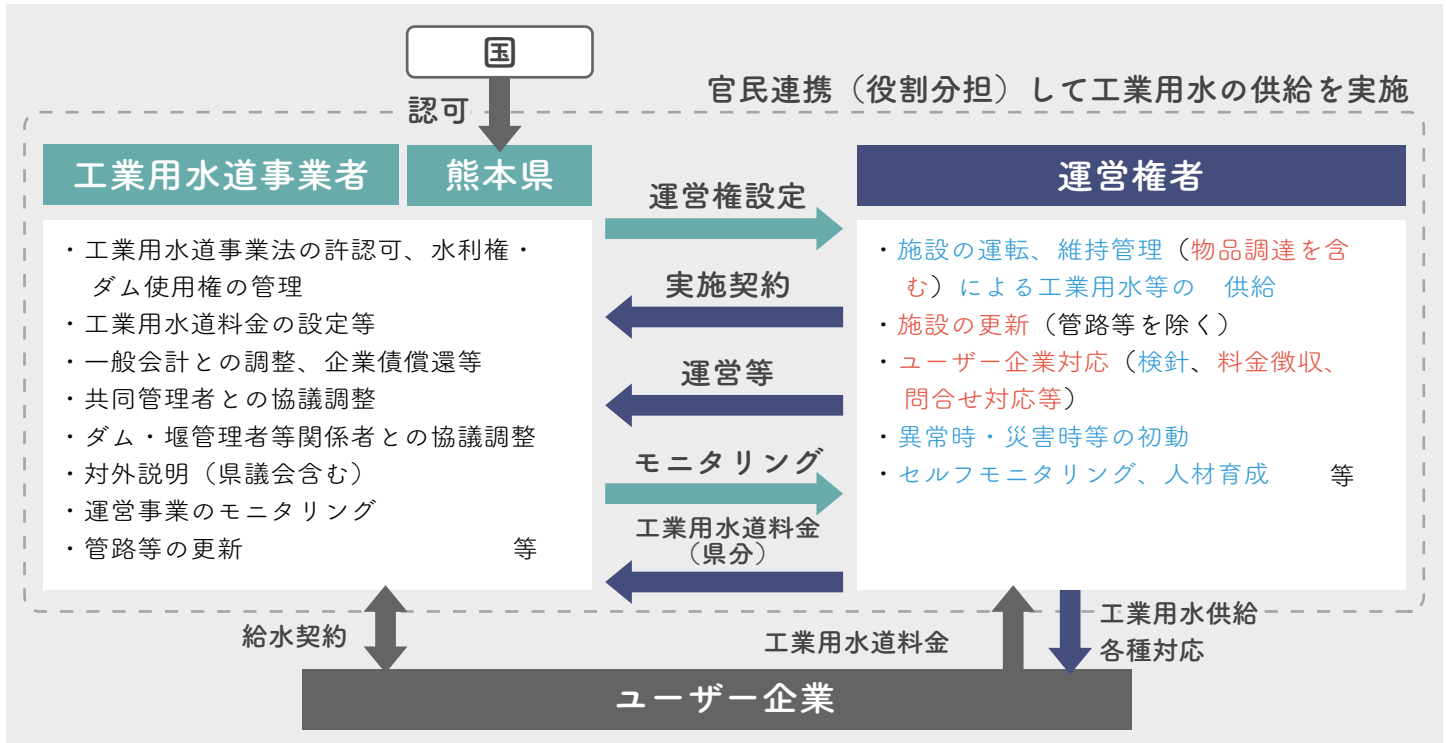 国
認可
官民連携（役割分担）して工業用水の供給を実施
工業用水道事業者
熊本県
・工業用水道事業法の許認可、水利権・
ダム使用権の管理
・工業用水道料金の設定等
・一般会計との調整、企業債償還等
・共同管理者との協議調整
・ダム・堰管理者等関係者との協議調整
・対外説明（県議会含む）
・運営事業のモニタリング
・管路等の更新　等
運営権設定
実施契約
運営等
モニタリング
工業用水道料金
（県分）
運営権者
・施設の運転、維持管理（物品調達を含
む）による工業用水等の　供給
・施設の更新（管路等を除く）
・ユーザー企業対応（検針、料金徴収、
問合せ対応等）
・異常時・災害時等の初動
・セルフモニタリング、人材育成　等
給水契約
工業用水道料金
工業用水供給
各種対応
ユーザー企業